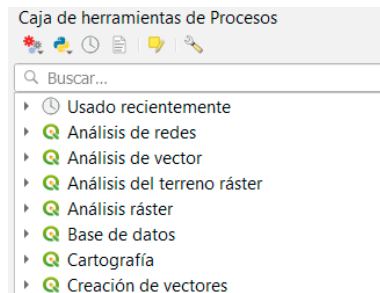 Caja de herramientas de Procesos
Buscar...
Usado recientemente
Análisis de redes
Análisis de vector
Análisis del terreno ráster
Análisis ráster
Base de datos
Cartografía
Creación de vectores